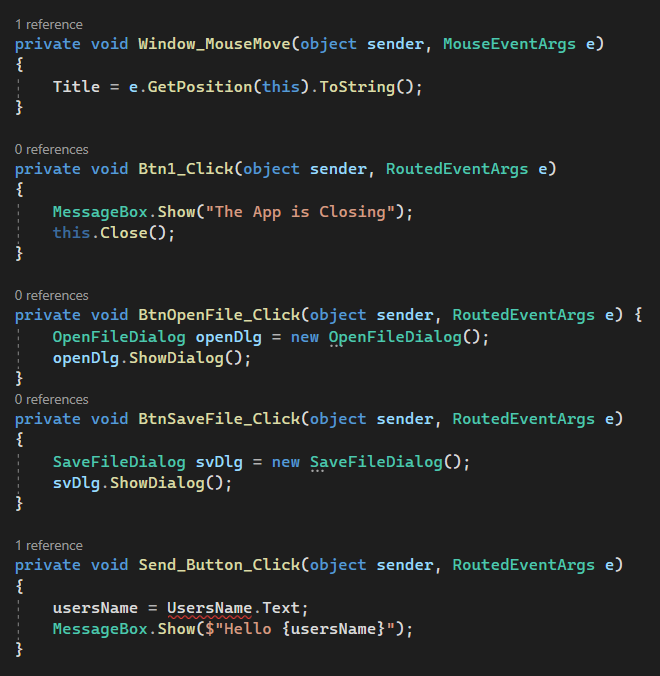 1 reference
private void Window_MouseMove(object sender, MouseEventArgs e)
{
Title = e.GetPosition(this).ToString();
}
0 references
private void Btn1_Click(object sender, RoutedEventArgs e)
{
MessageBox.Show("The App is Closing");
this.Close();
}
0 references
private void BtnOpenFile_Click(object sender, RoutedEventArgs e) {
OpenFileDialog openDlg = new OpenFileDialog();
openDlg.ShowDialog();
}
0 references
private void BtnSaveFile_Click(object sender, RoutedEventArgs e)
{
SaveFileDialog svDlg = new SaveFileDialog();
svDlg.ShowDialog();
}
1 reference
private void Send_Button_Click(object sender, RoutedEventArgs e)
{
usersName = UsersName.Text;
MessageBox.Show($"Hello {usersName}");
}